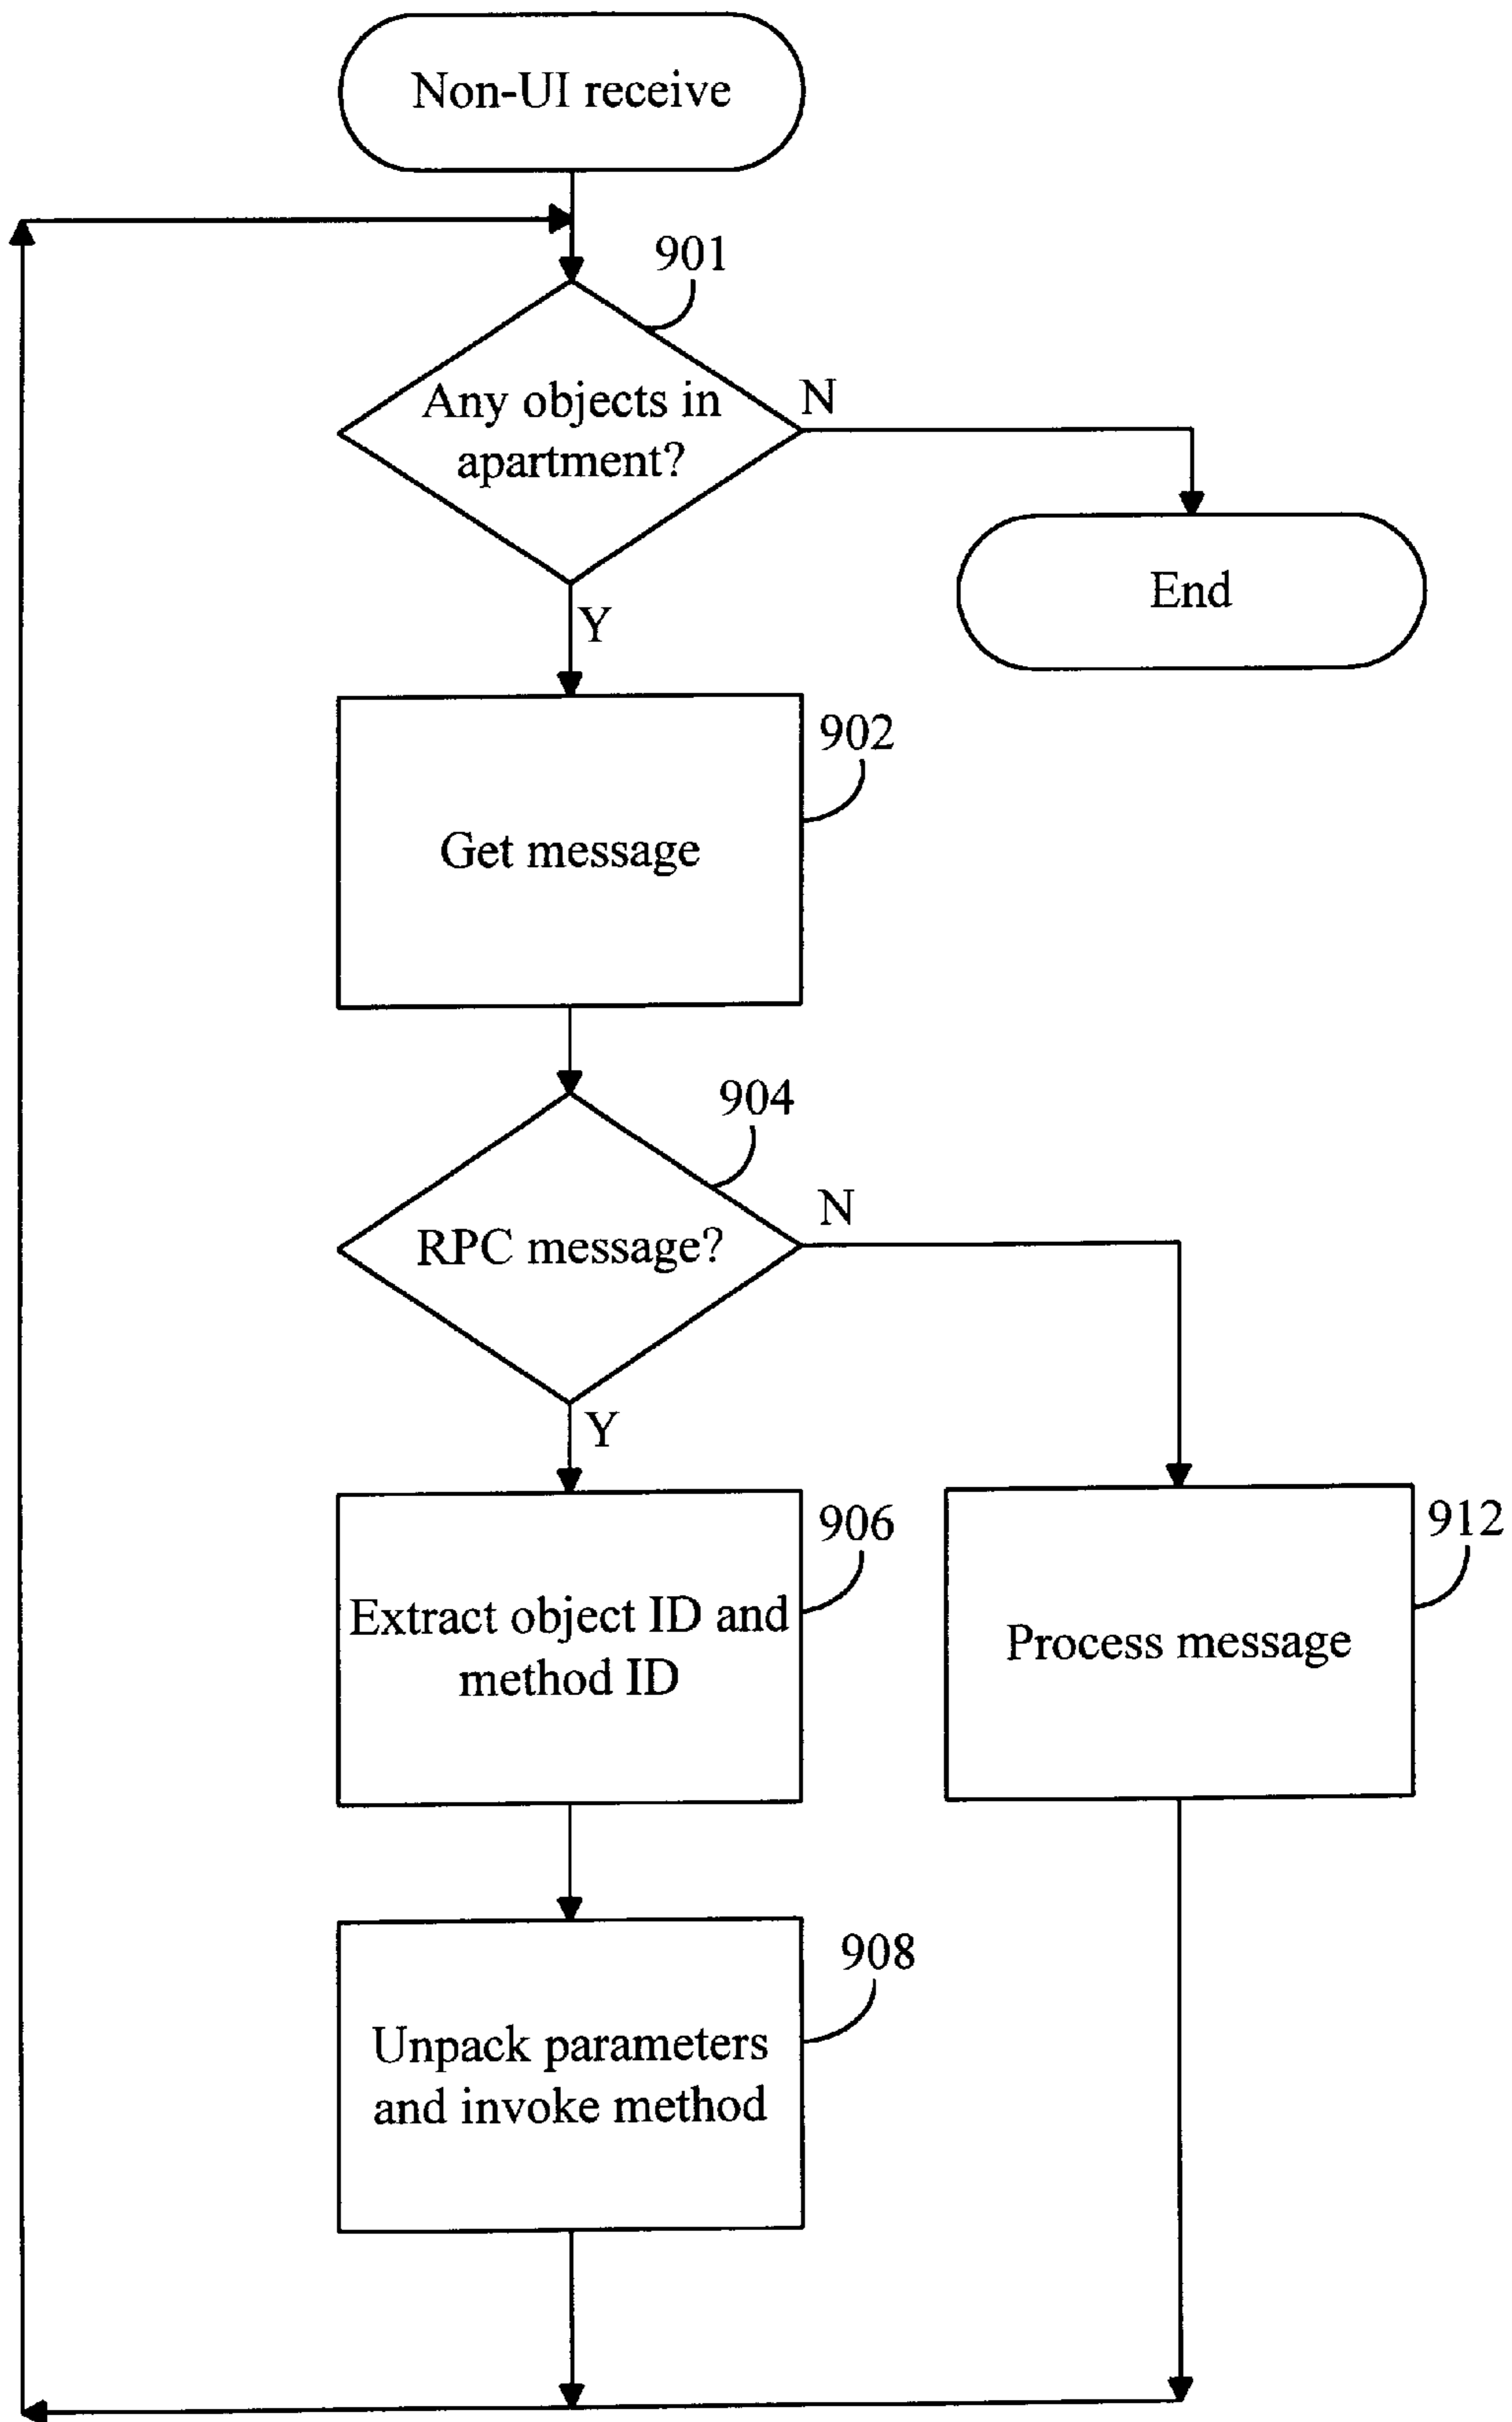 Non-UI receive
901
Any objects in
apartment?
N
End
Y
902
Get message
904
RPC message?
N
Y
906
Extract object ID and
method ID
912
Process message
908
Unpack parameters
and invoke method